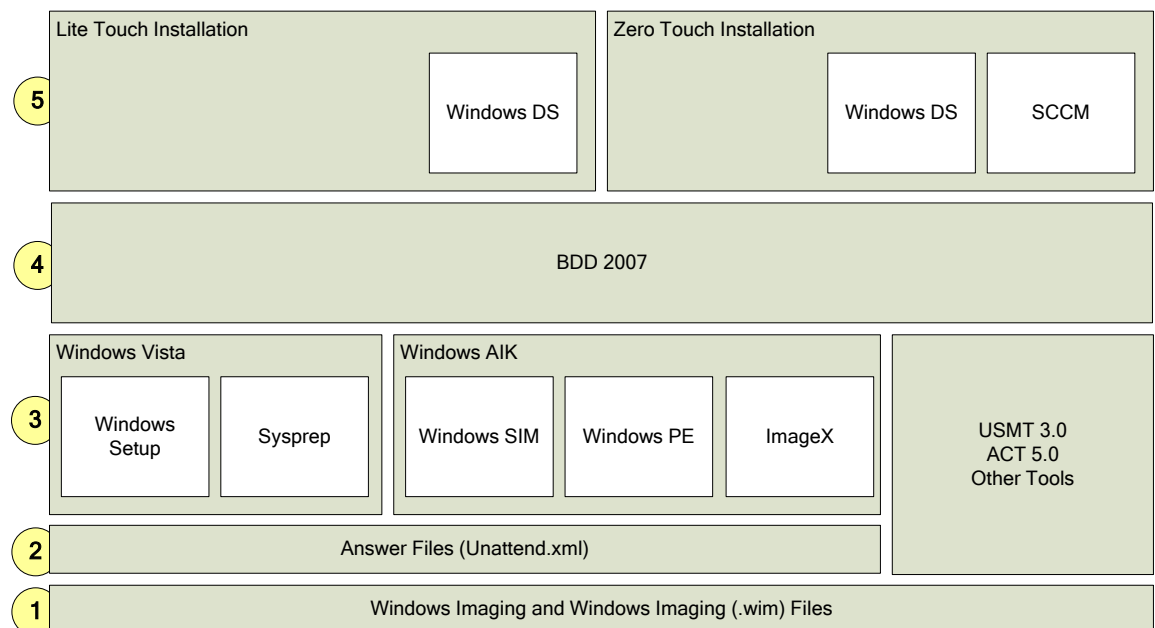 Lite Touch Installation
Zero Touch Installation
5
Windows DS
Windows DS
SCCM
4
BDD 2007
Windows Vista
Windows AIK
3
Windows
Setup
Sysprep
Windows SIM
Windows PE
ImageX
USMT 3.0
ACT 5.0
Other Tools
2
Answer Files (Unattend.xml)
1
Windows Imaging and Windows Imaging (.wim) Files